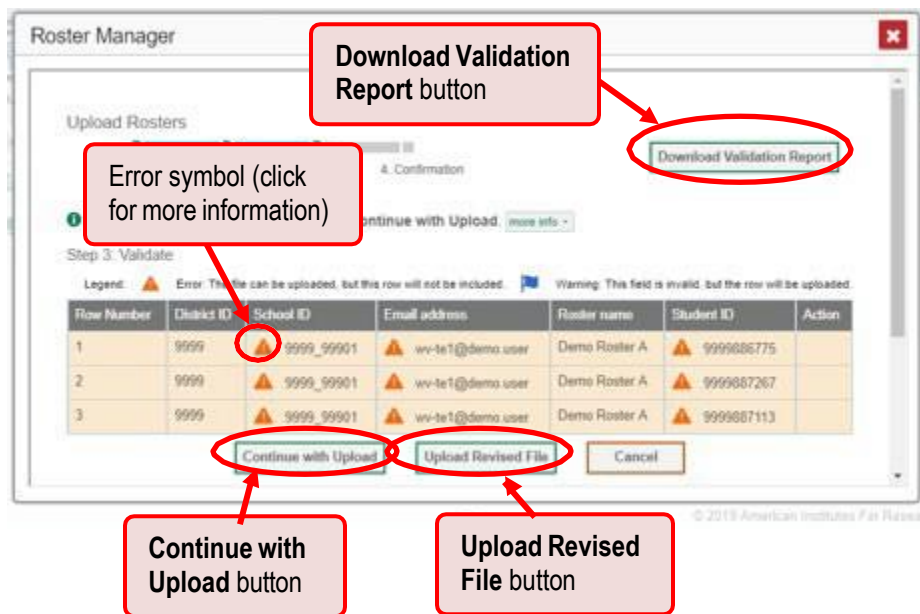 Roster Manager
Download Validation
Report button
Upload Rosters
4. Confirmation
Download Validation Report
Error symbol (click
for more information)
Continue with Upload. more info
Step 3: Validate
Legend: Error: This file can be uploaded, but this row will not be included. Warning: This field is invalid, but the row will be uploaded.
Row Number District ID School ID Email address Roster name Student ID Action
1 9999 9999_99901 wv-te1@demo.user Demo Roster A 9999886775
2 9999 9999_99901 wv-te1@demo.user Demo Roster A 9999887267
3 9999 9999_99901 wv-te1@demo.user Demo Roster A 9999887113
Continue with Upload Upload Revised File Cancel
© 2019 American Institutes For
Continue with
Upload button
Upload Revised
File button